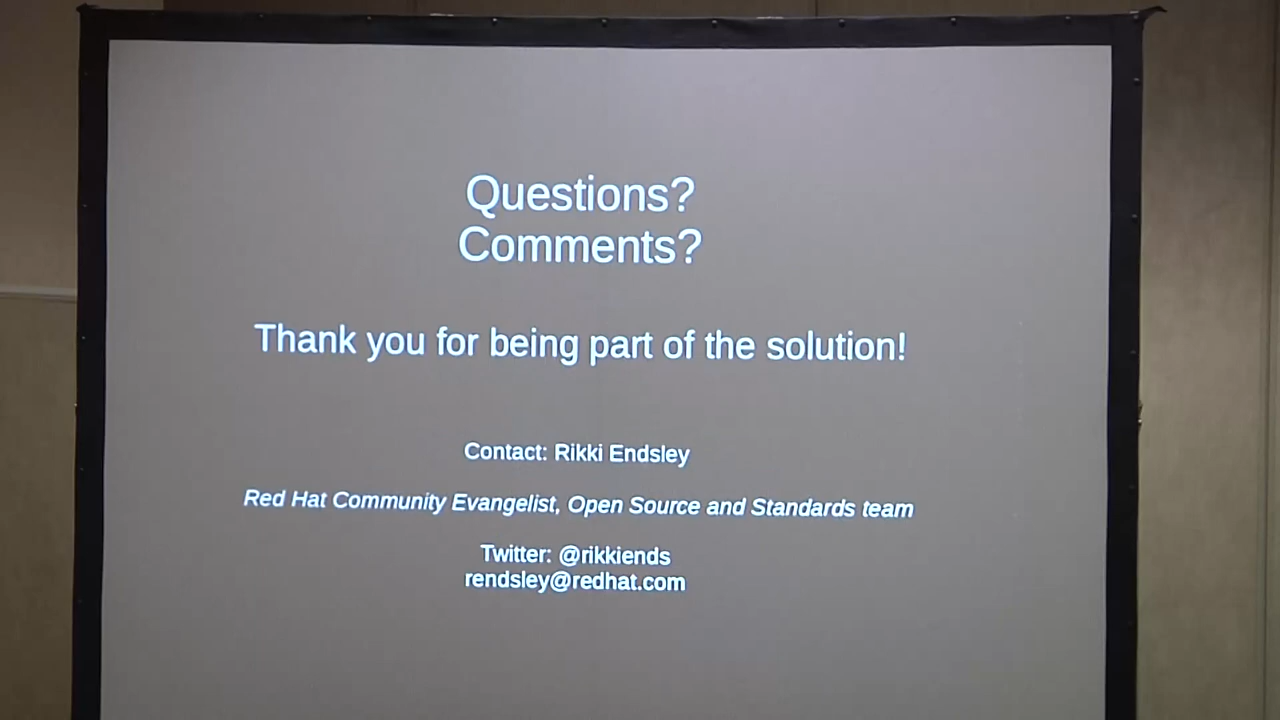 Questions?
Comments?
Thank you for being part of the solution!
Contact: Rikki Endsley
Red Hat Community Evangelist, Open Source and Standards team
Twitter: @rikkiends
rendsley@redhat.com